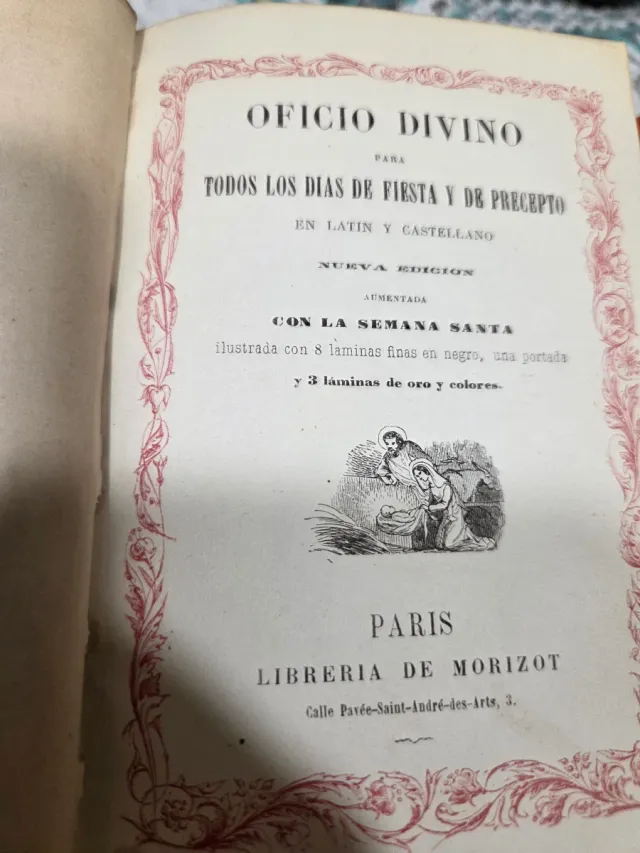 OFICIO DIVINO
PARA
TODOS LOS DIAS DE FIESTA Y DE PRECEPTO
EN LATIN Y CASTELLANO
NUEVA EDICION
AUMENTADA
CON LA SEMANA SANTA
ilustrada con 8 láminas finas en negro, una portada
y 3 láminas de oro y colores.
PARIS
LIBRERIA DE MORIZOT
Calle Pavée-Saint-André-des-Arts, 3.